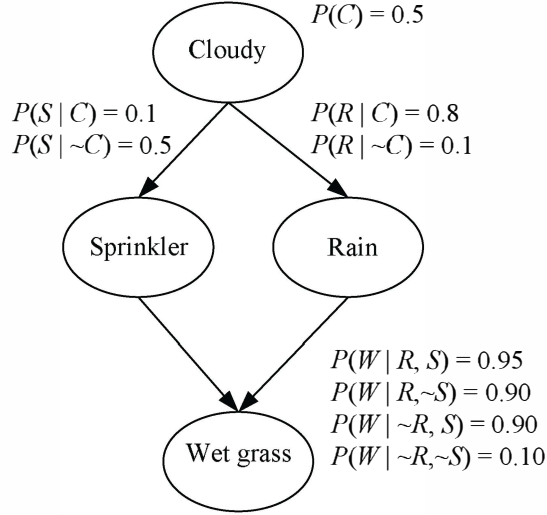 P(C) = 0.5
Cloudy
P(S | C) = 0.1
P(S | ~C) = 0.5
P(R | C) = 0.8
P(R | ~C) = 0.1
Sprinkler
Rain
P(W | R, S) = 0.95
P(W | R,~S) = 0.90
P(W | ~R, S) = 0.90
P(W | ~R,~S) = 0.10
Wet grass